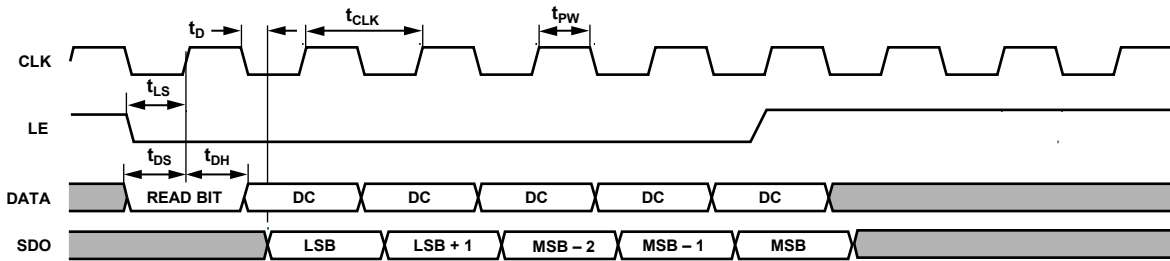 tD tCLK tPW
CLK
tLS
LE
tDS tDH
DATA READ BIT DC DC DC DC DC
SDO LSB LSB + 1 MSB – 2 MSB – 1 MSB